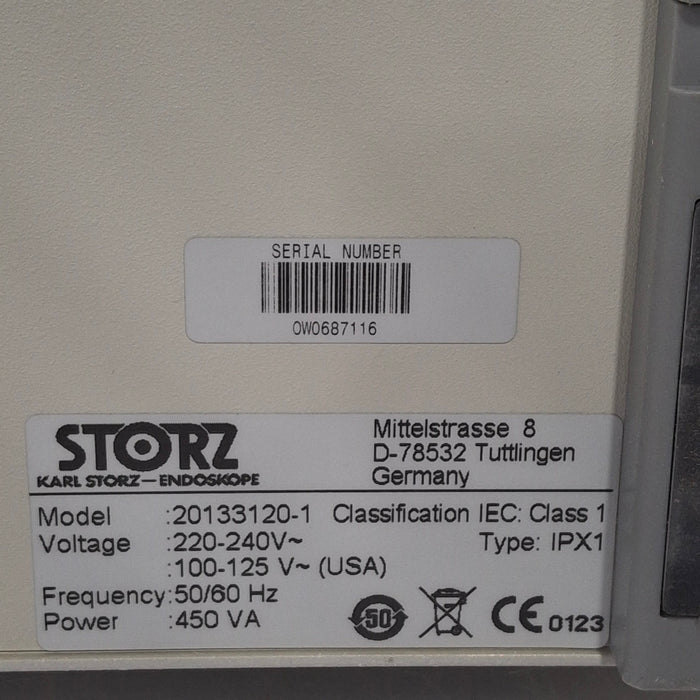 SERIAL NUMBER
OW0687116
STORZ
KARL STORZ—ENDOSKOPE
Mittelstrasse 8
D-78532 Tuttlingen
Germany
Model :20133120-1 Classification IEC: Class 1
Voltage :220-240V~ Type: IPX1
:100-125 V~ (USA)
Frequency:50/60 Hz
Power :450 VA
50 CE 0123